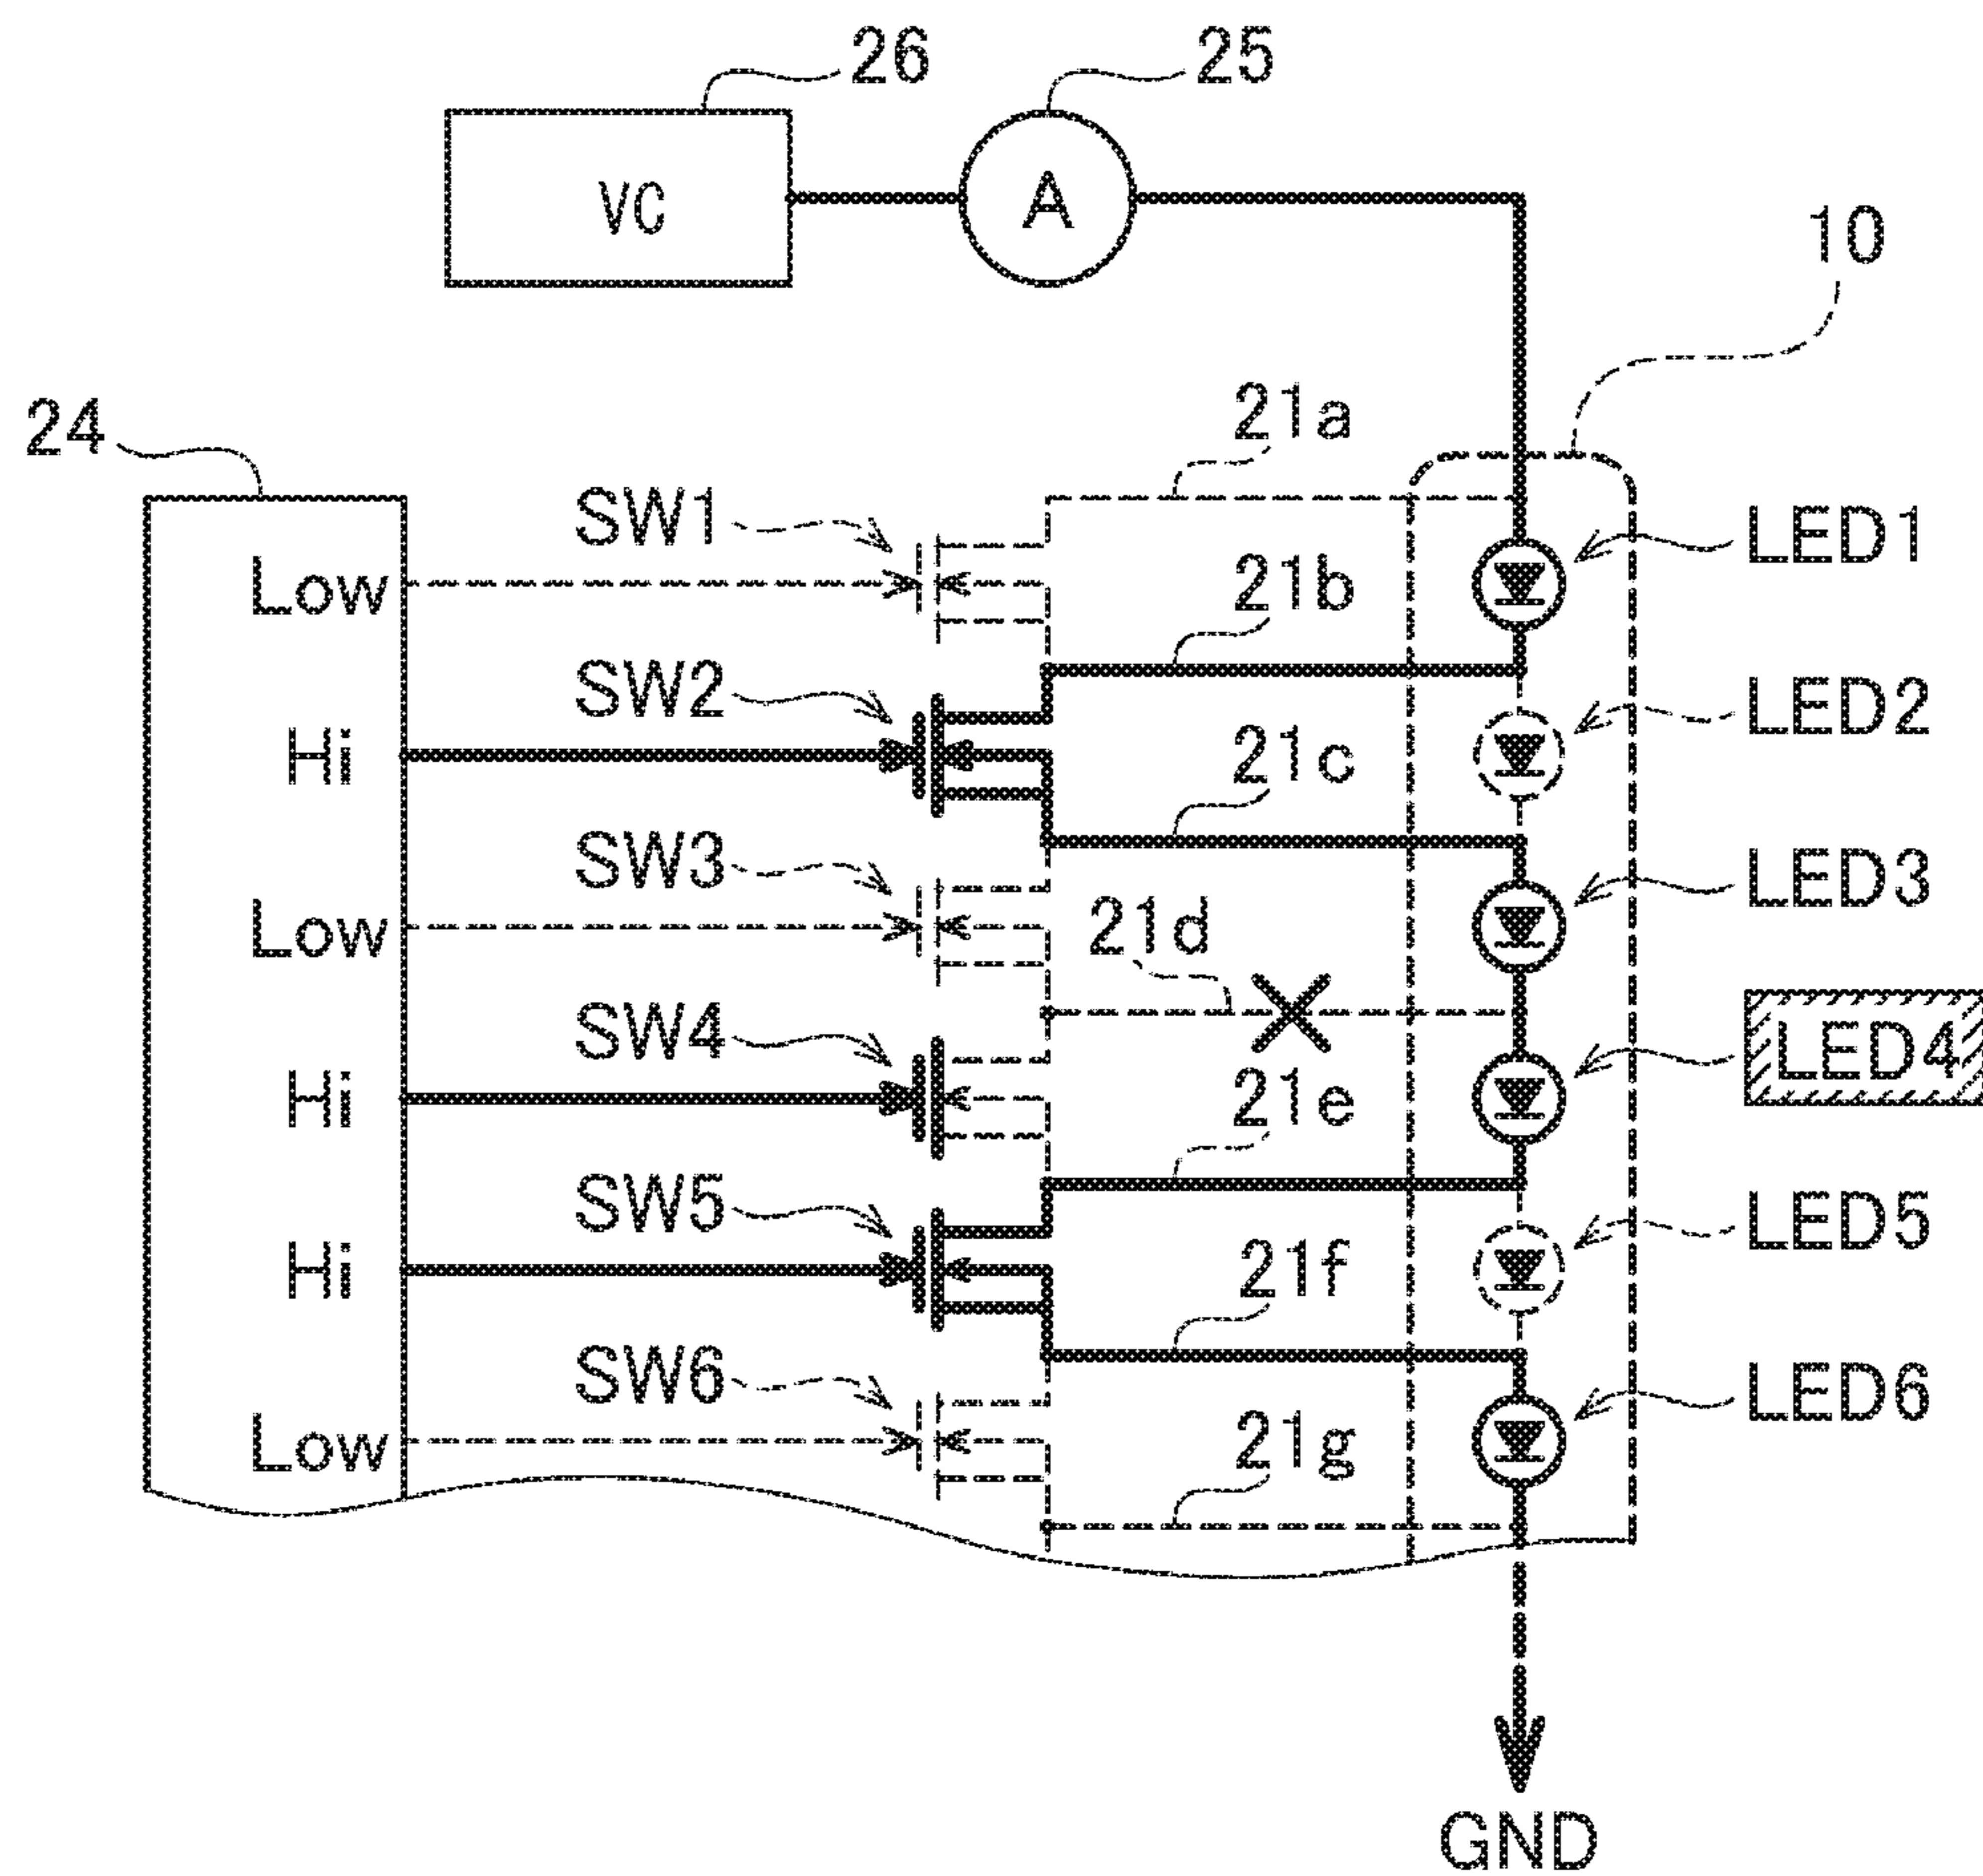 26
25
VC
A
10
24
21a
SW1
LED1
Low
21b
SW2
LED2
Hi
21c
SW3
LED3
Low
21d
SW4
LED4
Hi
21e
SW5
LED5
Hi
21f
SW6
LED6
Low
21g
GND